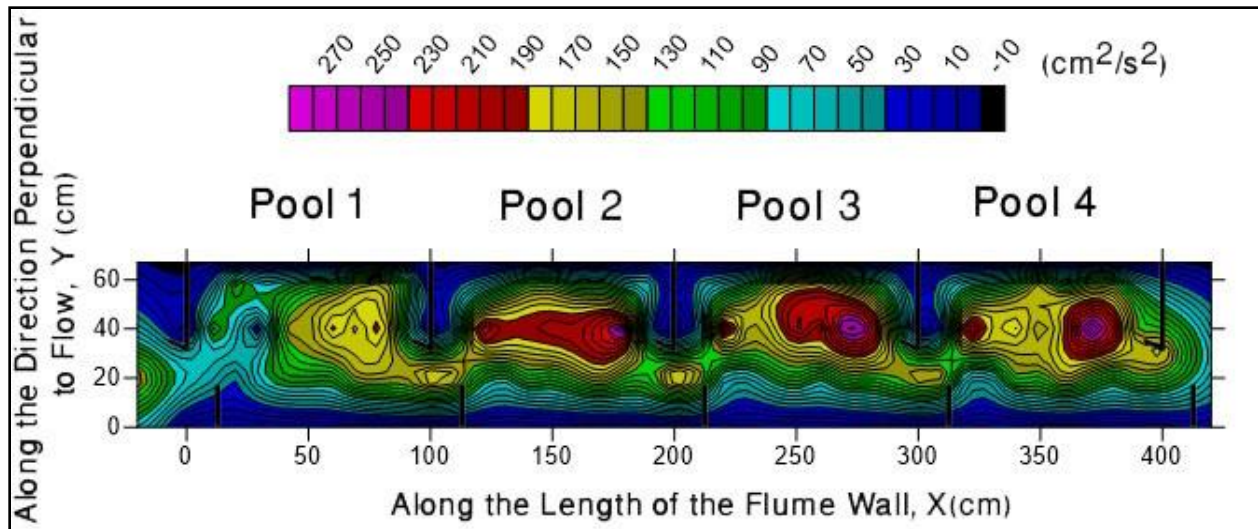 270 250 230 210 190 170 150 130 110 90 70 50 30 10 -10 (cm²/s²)
Pool 1 Pool 2 Pool 3 Pool 4
Along the Direction Perpendicular
to Flow, Y (cm)
60
40
20
0
0 50 100 150 200 250 300 350 400
Along the Length of the Flume Wall, X(cm)